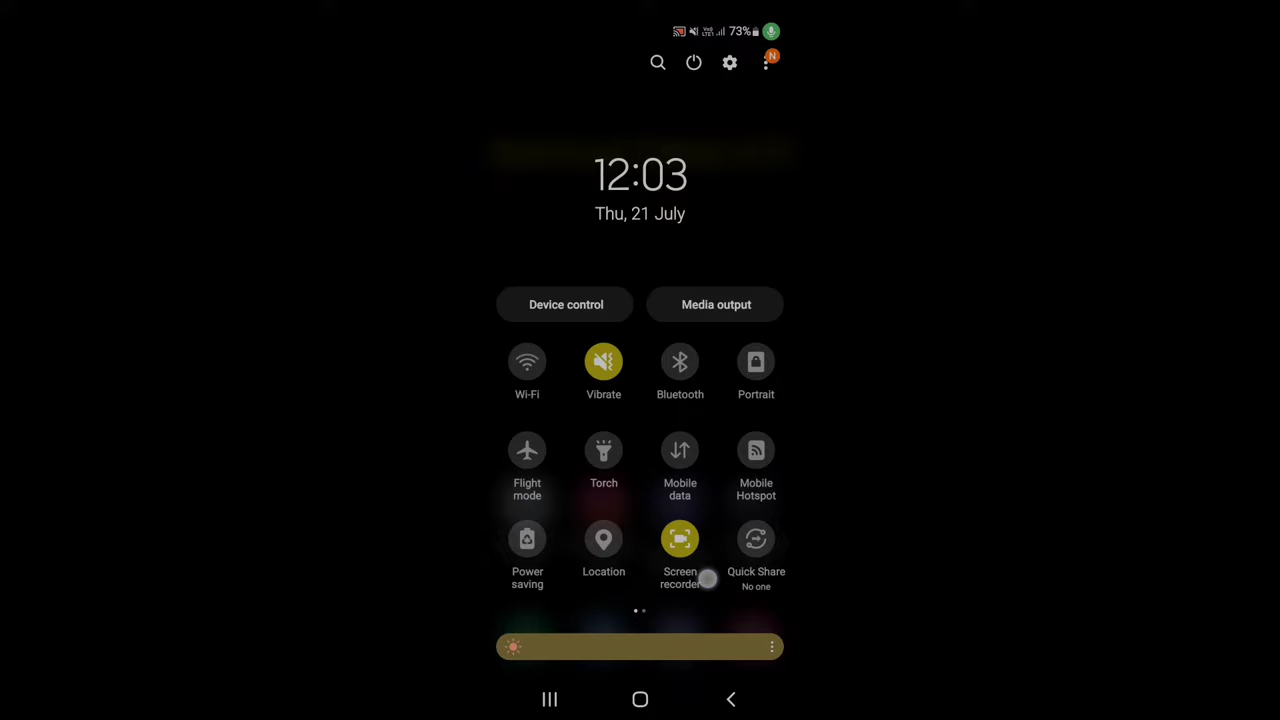 73%
N
12:03
Thu, 21 July
Device control
Media output
Wi-Fi
Vibrate
Bluetooth
Portrait
Flight
mode
Torch
Mobile
data
Mobile
Hotspot
Power
saving
Location
Screen
recorder
Quick Share
No one